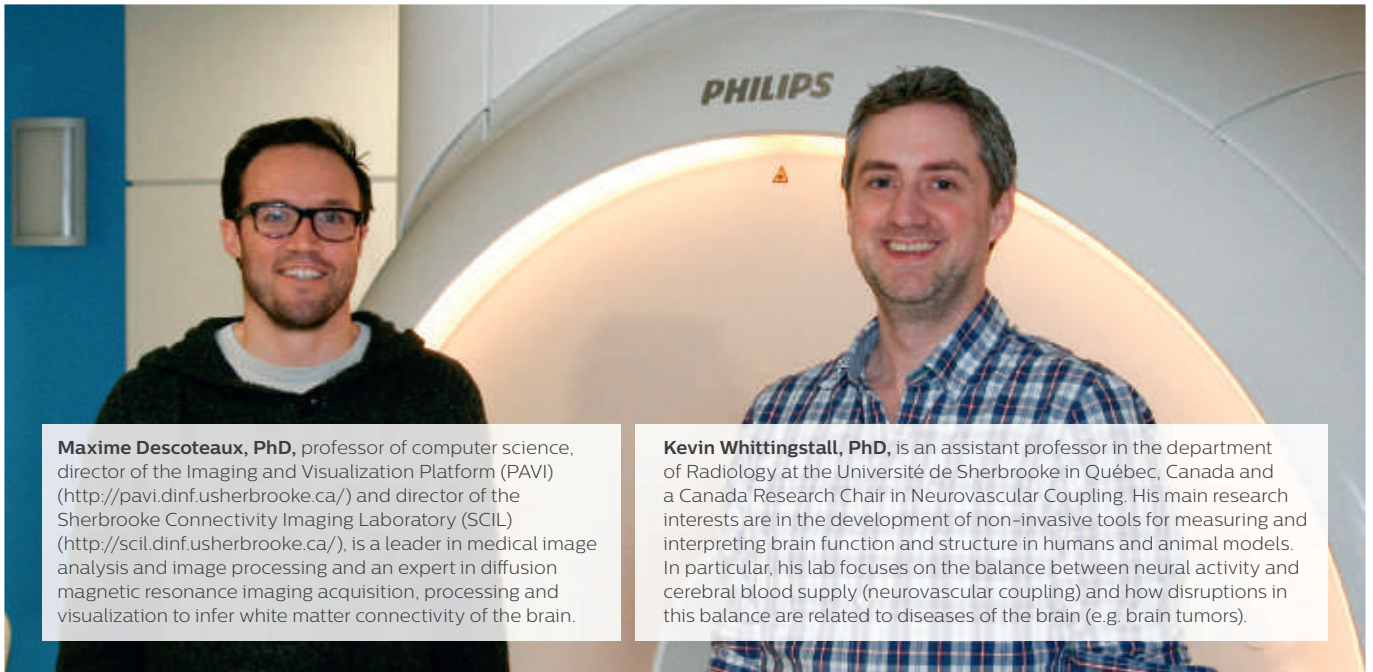 PHILIPS
Maxime Descoteaux, PhD, professor of computer science,
director of the Imaging and Visualization Platform (PAVI)
(http://pavi.dinf.usherbrooke.ca/) and director of the
Sherbrooke Connectivity Imaging Laboratory (SCIL)
(http://scil.dinf.usherbrooke.ca/), is a leader in medical image
analysis and image processing and an expert in diffusion
magnetic resonance imaging acquisition, processing and
visualization to infer white matter connectivity of the brain.
Kevin Whittingstall, PhD, is an assistant professor in the department
of Radiology at the Université de Sherbrooke in Québec, Canada and
a Canada Research Chair in Neurovascular Coupling. His main research
interests are in the development of non-invasive tools for measuring and
interpreting brain function and structure in humans and animal models.
In particular, his lab focuses on the balance between neural activity and
cerebral blood supply (neurovascular coupling) and how disruptions in
this balance are related to diseases of the brain (e.g. brain tumors).